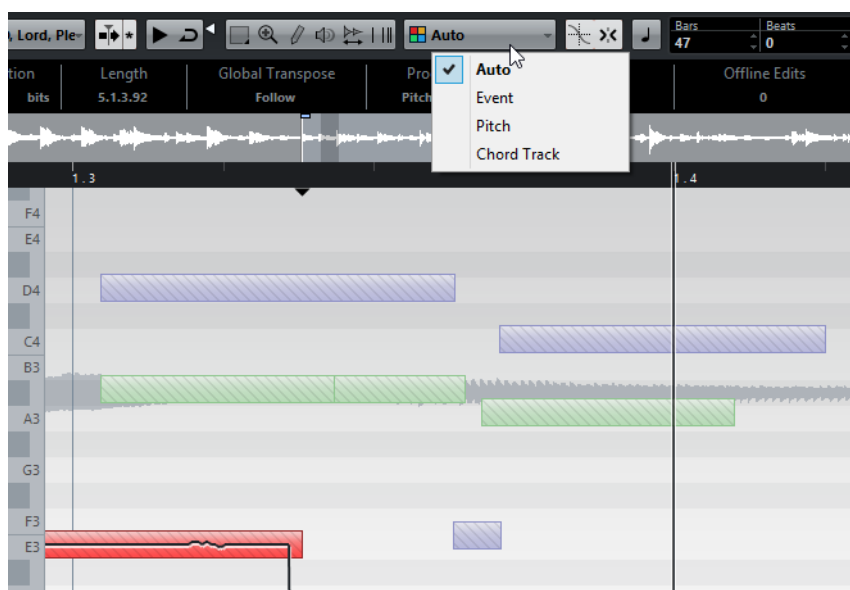 , Lord, Ple
*
Auto
Bars Beats
47 0
tion Length Global Transpose Pro Offline Edits
bits 5.1.3.92 Follow Pitch 0
Auto
Event
Pitch
Chord Track
1.3 1.4
F4
E4
D4
C4
B3
A3
G3
F3
E3